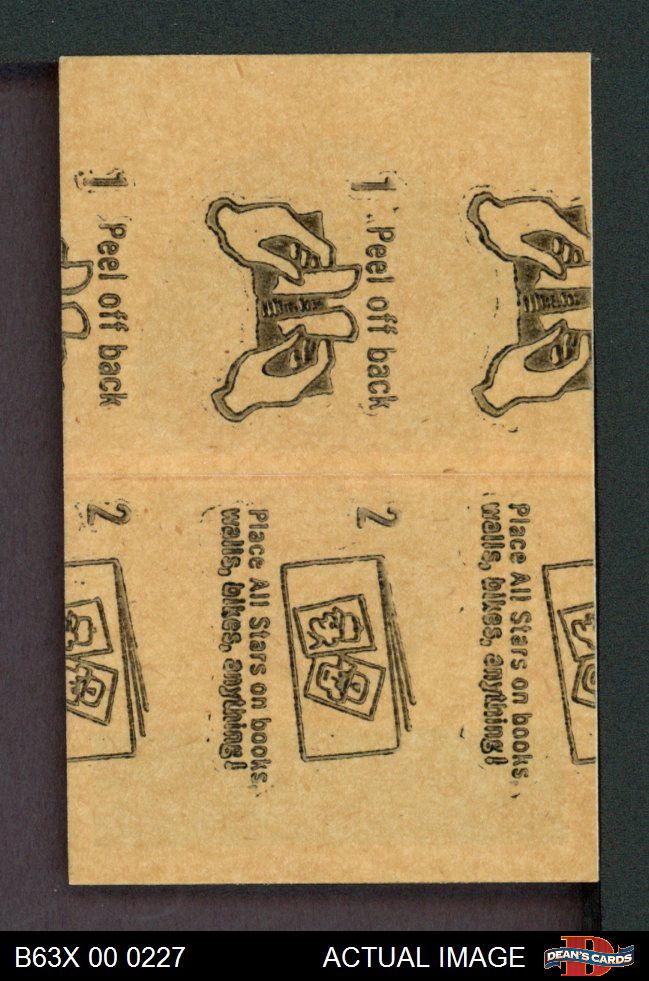 1 Peel off back
1 Peel off back
2
Place All Stars on books,
walls, bikes, anything!
2
Place All Stars on books,
walls, bikes, anything!
B63X 00 0227
ACTUAL IMAGE
DEAN'S CARDS